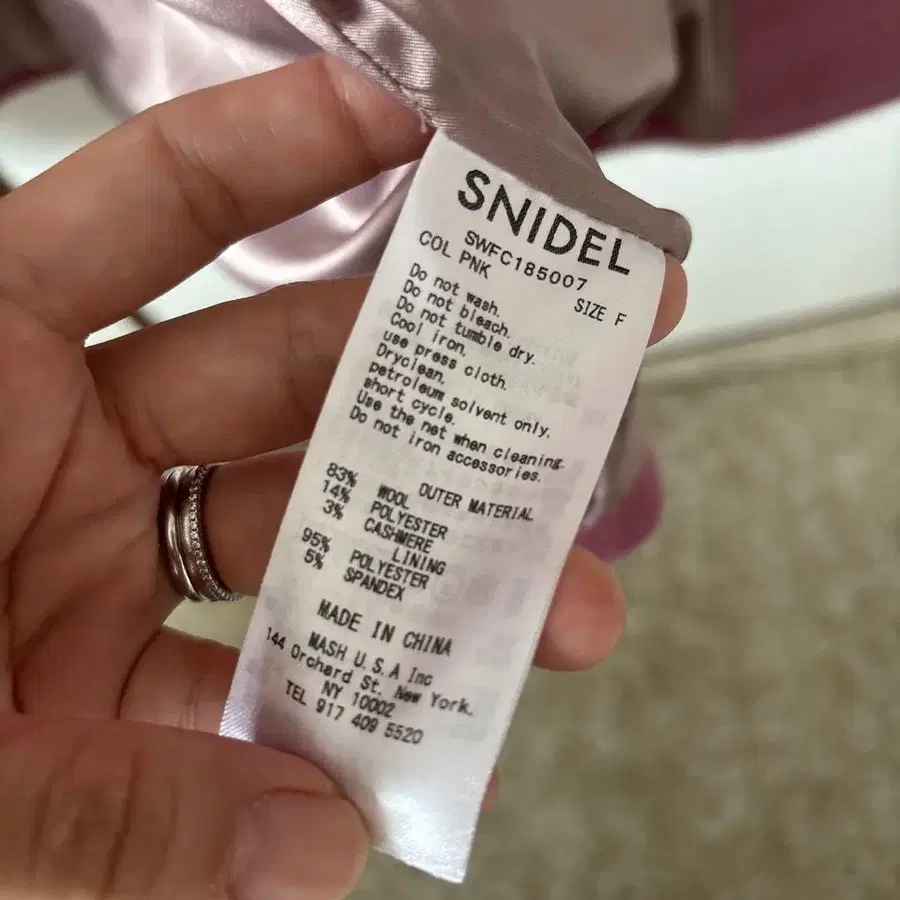 SNIDEL
SWFC185007
COL PNK SIZE F
Do not wash.
Do not bleach.
Do not tumble dry.
Cool iron,
use press cloth.
Dryclean,
petroleum solvent only,
short cycle.
Use the net when cleaning.
Do not iron accessories.
OUTER MATERIAL
83% WOOL
14% POLYESTER
3% CASHMERE
LINING
95% POLYESTER
5% SPANDEX
MADE IN CHINA
MASH U.S.A Inc
144 Orchard St. New York.
NY 10002
TEL 917 409 5520